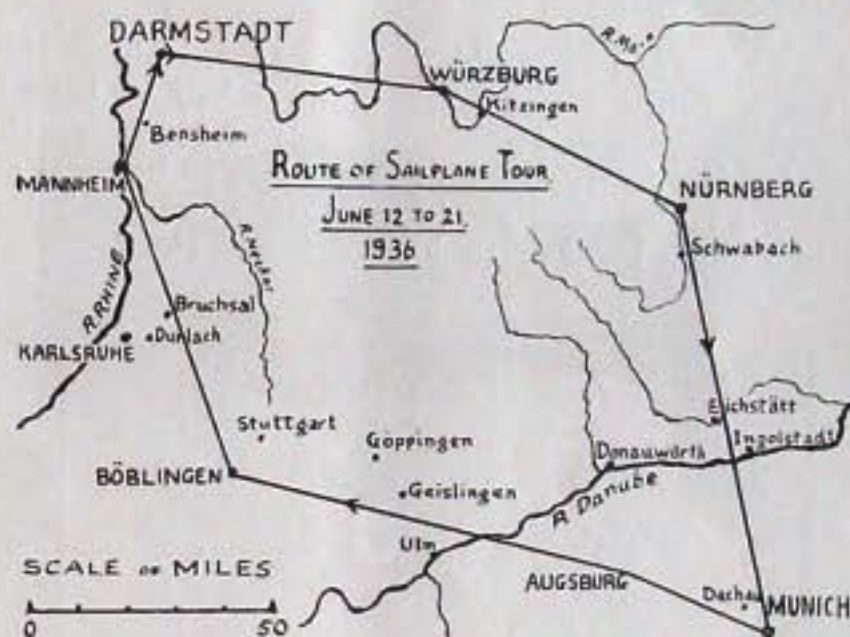 DARMSTADT
R.Ma
WÜRZBURG
Kitzingen
Bensheim
ROUTE OF SAILPLANE TOUR
JUNE 12 TO 21
1936
MANNHEIM
NÜRNBERG
R.Neckar
Schwabach
R.RHINE
Bruchsal
Durlach
KARLSRUHE
Stuttgart
Göppingen
Eichstätt
Ingolstadt
Donauwörth
BÖBLINGEN
Geislingen
R Danube
Ulm
SCALE OF MILES
AUGSBURG
Dachau
MUNICH
0 50